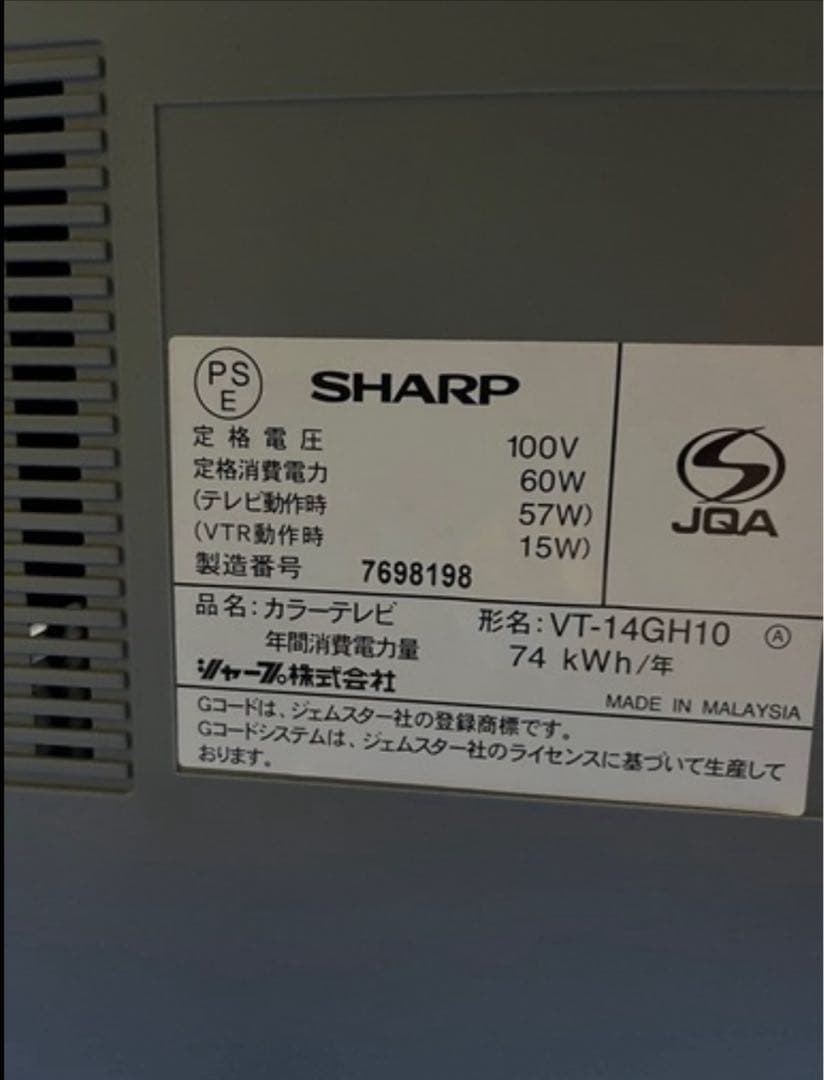 PS
E
SHARP
定格電圧 100V
定格消費電力 60W
(テレビ動作時 57W)
(VTR動作時 15W)
製造番号 7698198
JQA
品名:カラーテレビ 形名:VT-14GH10 Ⓐ
年間消費電力量 74 kWh/年
シャープ株式会社
MADE IN MALAYSIA
Gコードは、ジェムスター社の登録商標です。
Gコードシステムは、ジェムスター社のライセンスに基づいて生産して
おります。